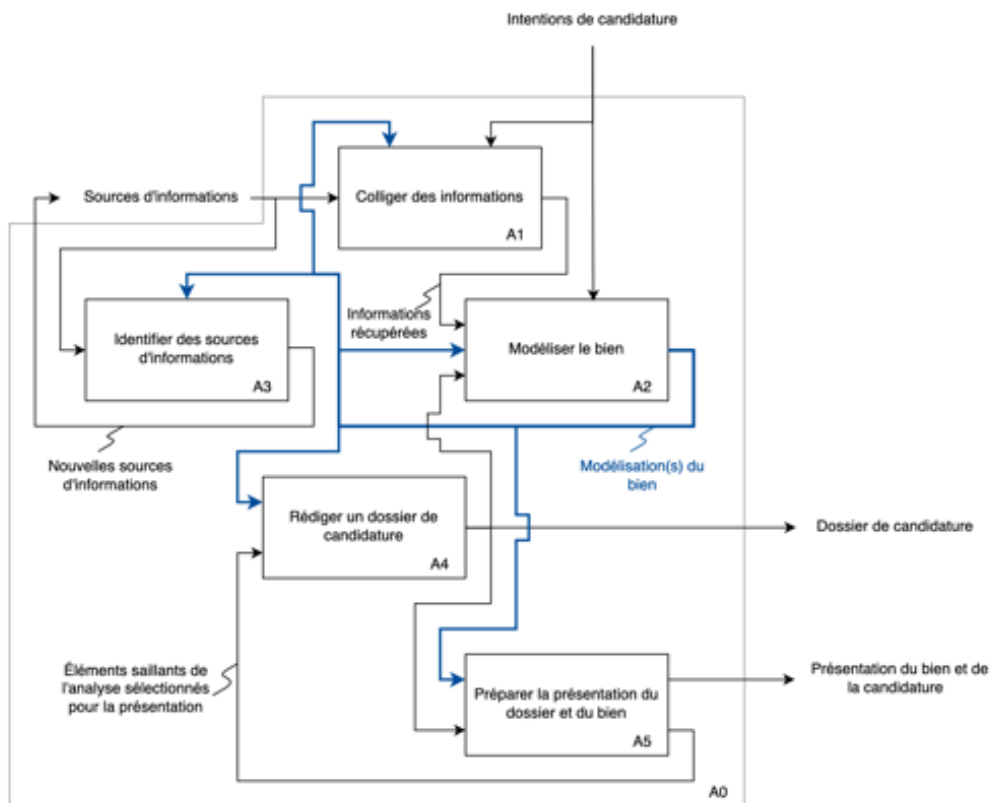 Intentions de candidature
Sources d'informations
Colliger des informations
A1
Informations
récupérées
Identifier des sources
d'informations
A3
Modéliser le bien
A2
Nouvelles sources
d'informations
Modélisation(s) du
bien
Rédiger un dossier de
candidature
A4
Dossier de candidature
Éléments saillants de
l'analyse sélectionnés
pour la présentation
Préparer la présentation du
dossier et du bien
A5
Présentation du bien et de
la candidature
A0